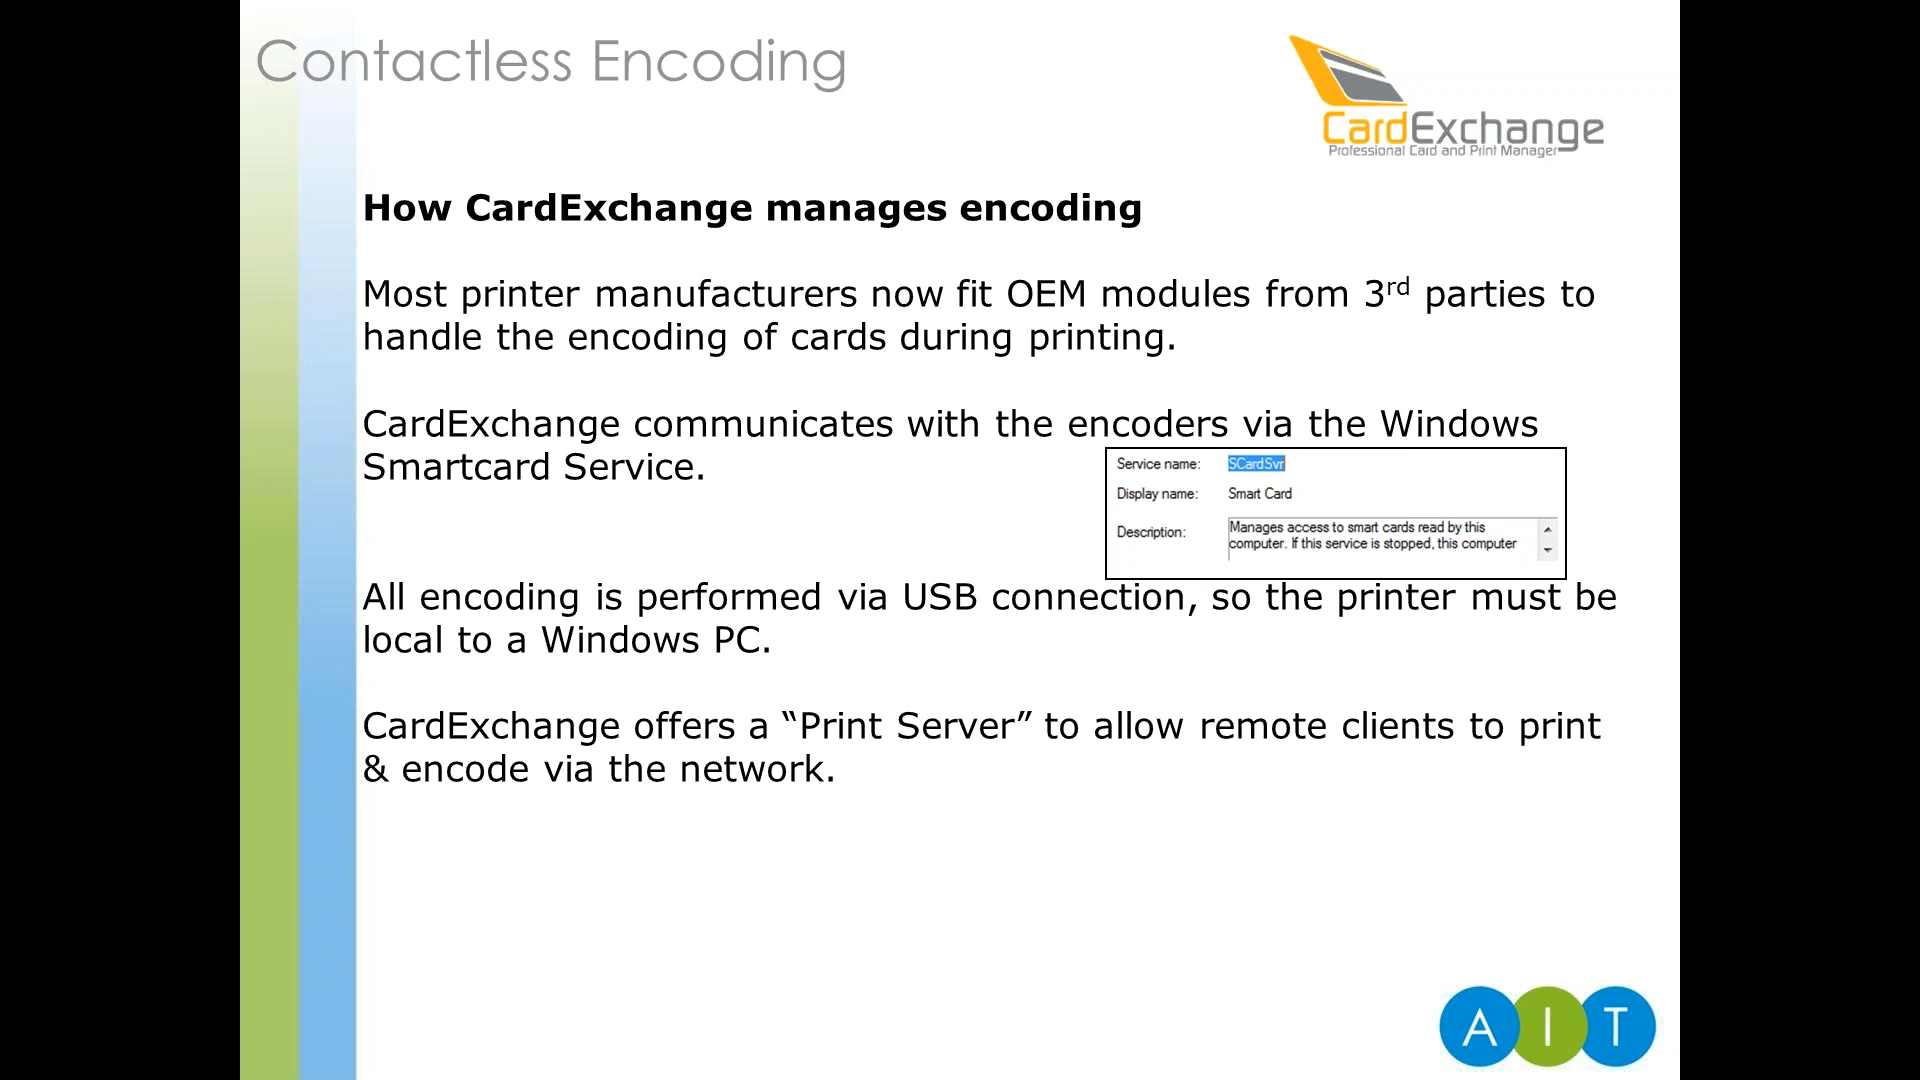 Contactless Encoding
CardExchange
Professional Card and Print Manager
How CardExchange manages encoding
Most printer manufacturers now fit OEM modules from 3rd parties to
handle the encoding of cards during printing.
CardExchange communicates with the encoders via the Windows
Smartcard Service.
Service name: SCardSvr
Display name: Smart Card
Description: Manages access to smart cards read by this
computer. If this service is stopped, this computer
All encoding is performed via USB connection, so the printer must be
local to a Windows PC.
CardExchange offers a “Print Server” to allow remote clients to print
& encode via the network.
A I T